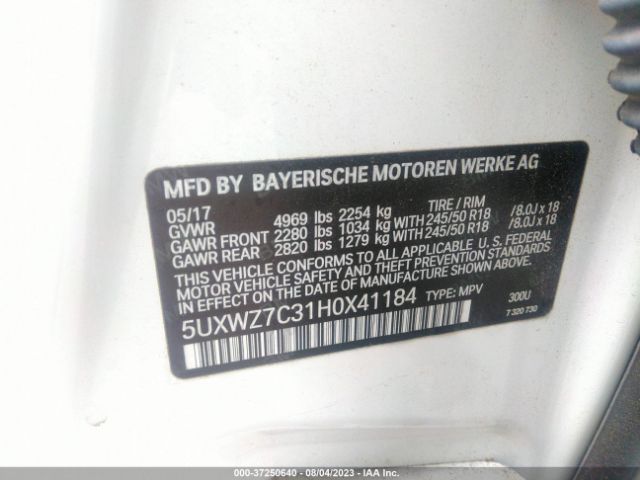 MFD BY BAYERISCHE MOTOREN WERKE AG
05/17 TIRE / RIM
GVWR 4969 lbs 2254 kg
GAWR FRONT 2280 lbs 1034 kg WITH 245/50 R18 /8.0J x 18
GAWR REAR 2820 lbs 1279 kg WITH 245/50 R18 /8.0J x 18
THIS VEHICLE CONFORMS TO ALL APPLICABLE U.S. FEDERAL
MOTOR VEHICLE SAFETY, BUMPER, AND THEFT PREVENTION STANDARDS
IN EFFECT ON THE DATE OF MANUFACTURE SHOWN ABOVE.
5UXWZ7C31H0X41184 TYPE: MPV 300U
T 320 730
000-37250640 - 08/04/2023 - IAA Inc.